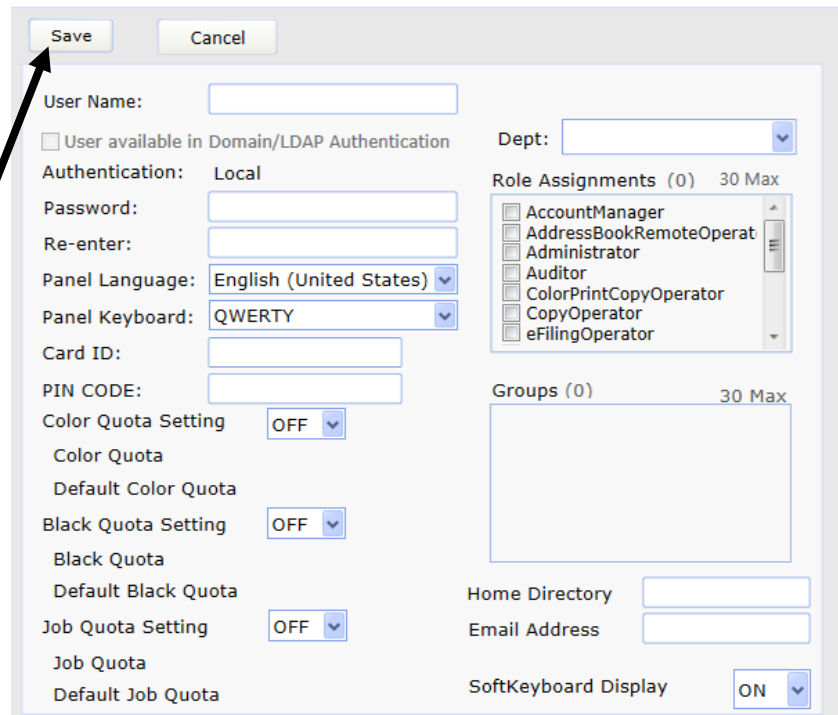 Save Cancel
User Name:
User available in Domain/LDAP Authentication
Authentication: Local
Password:
Re-enter:
Panel Language: English (United States)
Panel Keyboard: QWERTY
Card ID:
PIN CODE:
Color Quota Setting OFF
Color Quota
Default Color Quota
Black Quota Setting OFF
Black Quota
Default Black Quota
Job Quota Setting OFF
Job Quota
Default Job Quota
Dept:
Role Assignments (0) 30 Max
AccountManager
AddressBookRemoteOperat
Administrator
Auditor
ColorPrintCopyOperator
CopyOperator
eFilingOperator
Groups (0) 30 Max
Home Directory
Email Address
SoftKeyboard Display ON